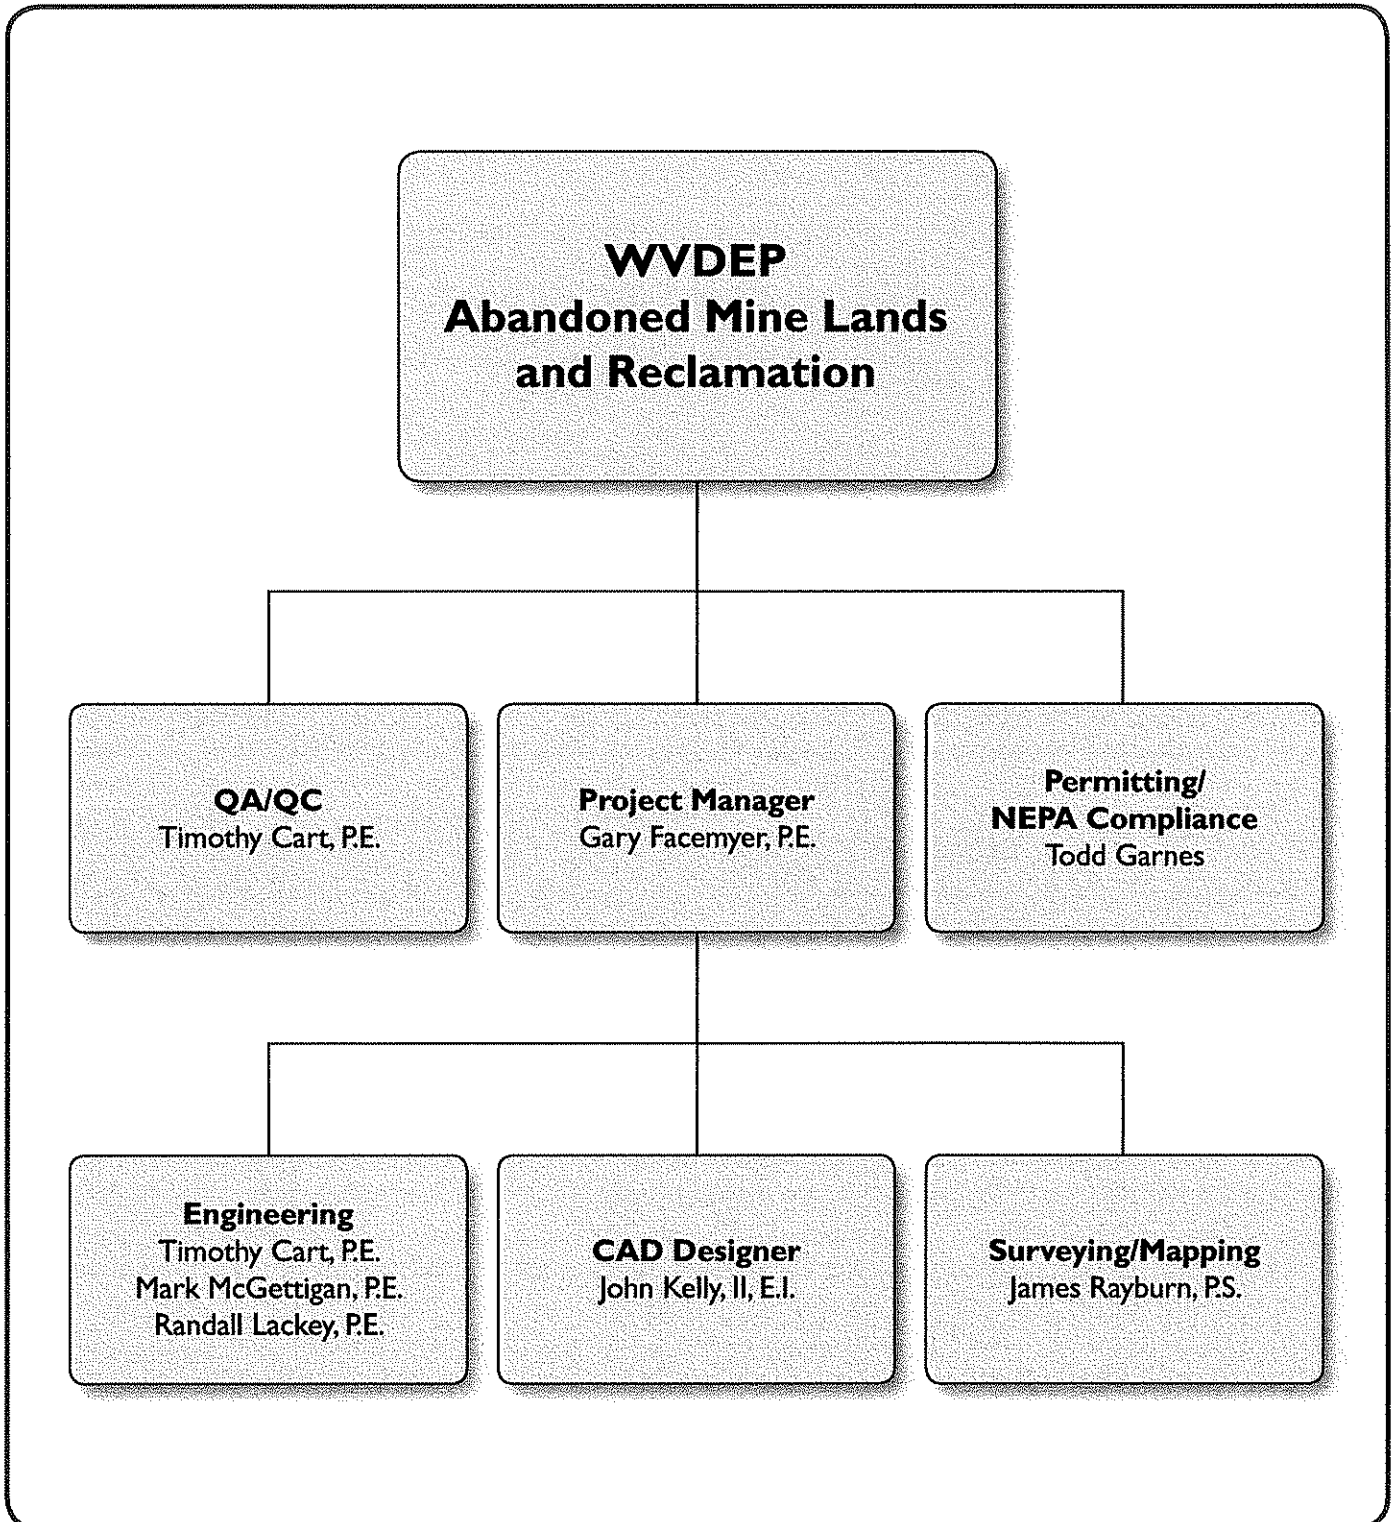 WVDEP
Abandoned Mine Lands
and Reclamation
QA/QC
Timothy Cart, P.E.
Project Manager
Gary Facemyer, P.E.
Permitting/
NEPA Compliance
Todd Garnes
Engineering
Timothy Cart, P.E.
Mark McGettigan, P.E.
Randall Lackey, P.E.
CAD Designer
John Kelly, II, E.I.
Surveying/Mapping
James Rayburn, P.S.